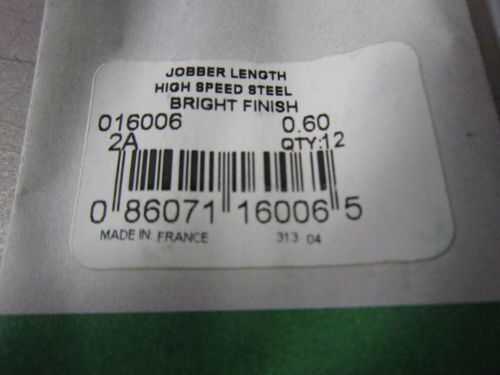 JOBBER LENGTH
HIGH SPEED STEEL
BRIGHT FINISH
016006 0.60
2A QTY:12
0 86071 16006 5
MADE IN: FRANCE 313 04